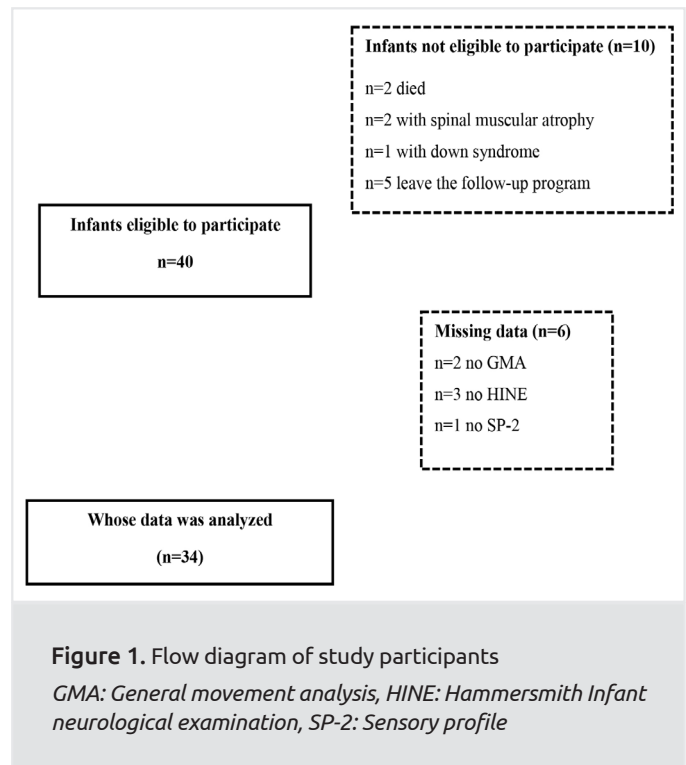 Infants not eligible to participate (n=10)
n=2 died
n=2 with spinal muscular atrophy
n=1 with down syndrome
n=5 leave the follow-up program
Infants eligible to participate
n=40
Missing data (n=6)
n=2 no GMA
n=3 no HINE
n=1 no SP-2
Whose data was analyzed
(n=34)
Figure 1. Flow diagram of study participants
GMA: General movement analysis, HINE: Hammersmith Infant
neurological examination, SP-2: Sensory profile